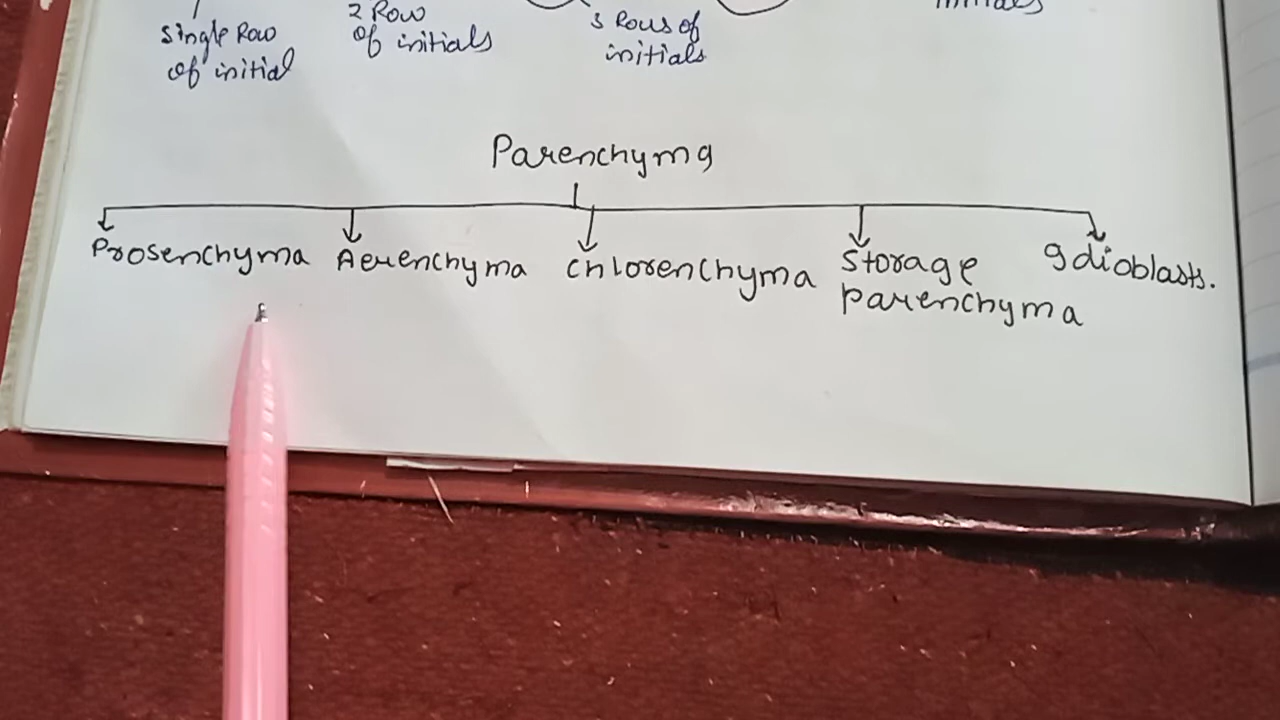 2 Row
3 Rows of
initials
single Row
of initials
initials
of initial
Parenchyma
Prosenchyma Aerenchyma Chlorenchyma Storage Idioblasts.
parenchyma